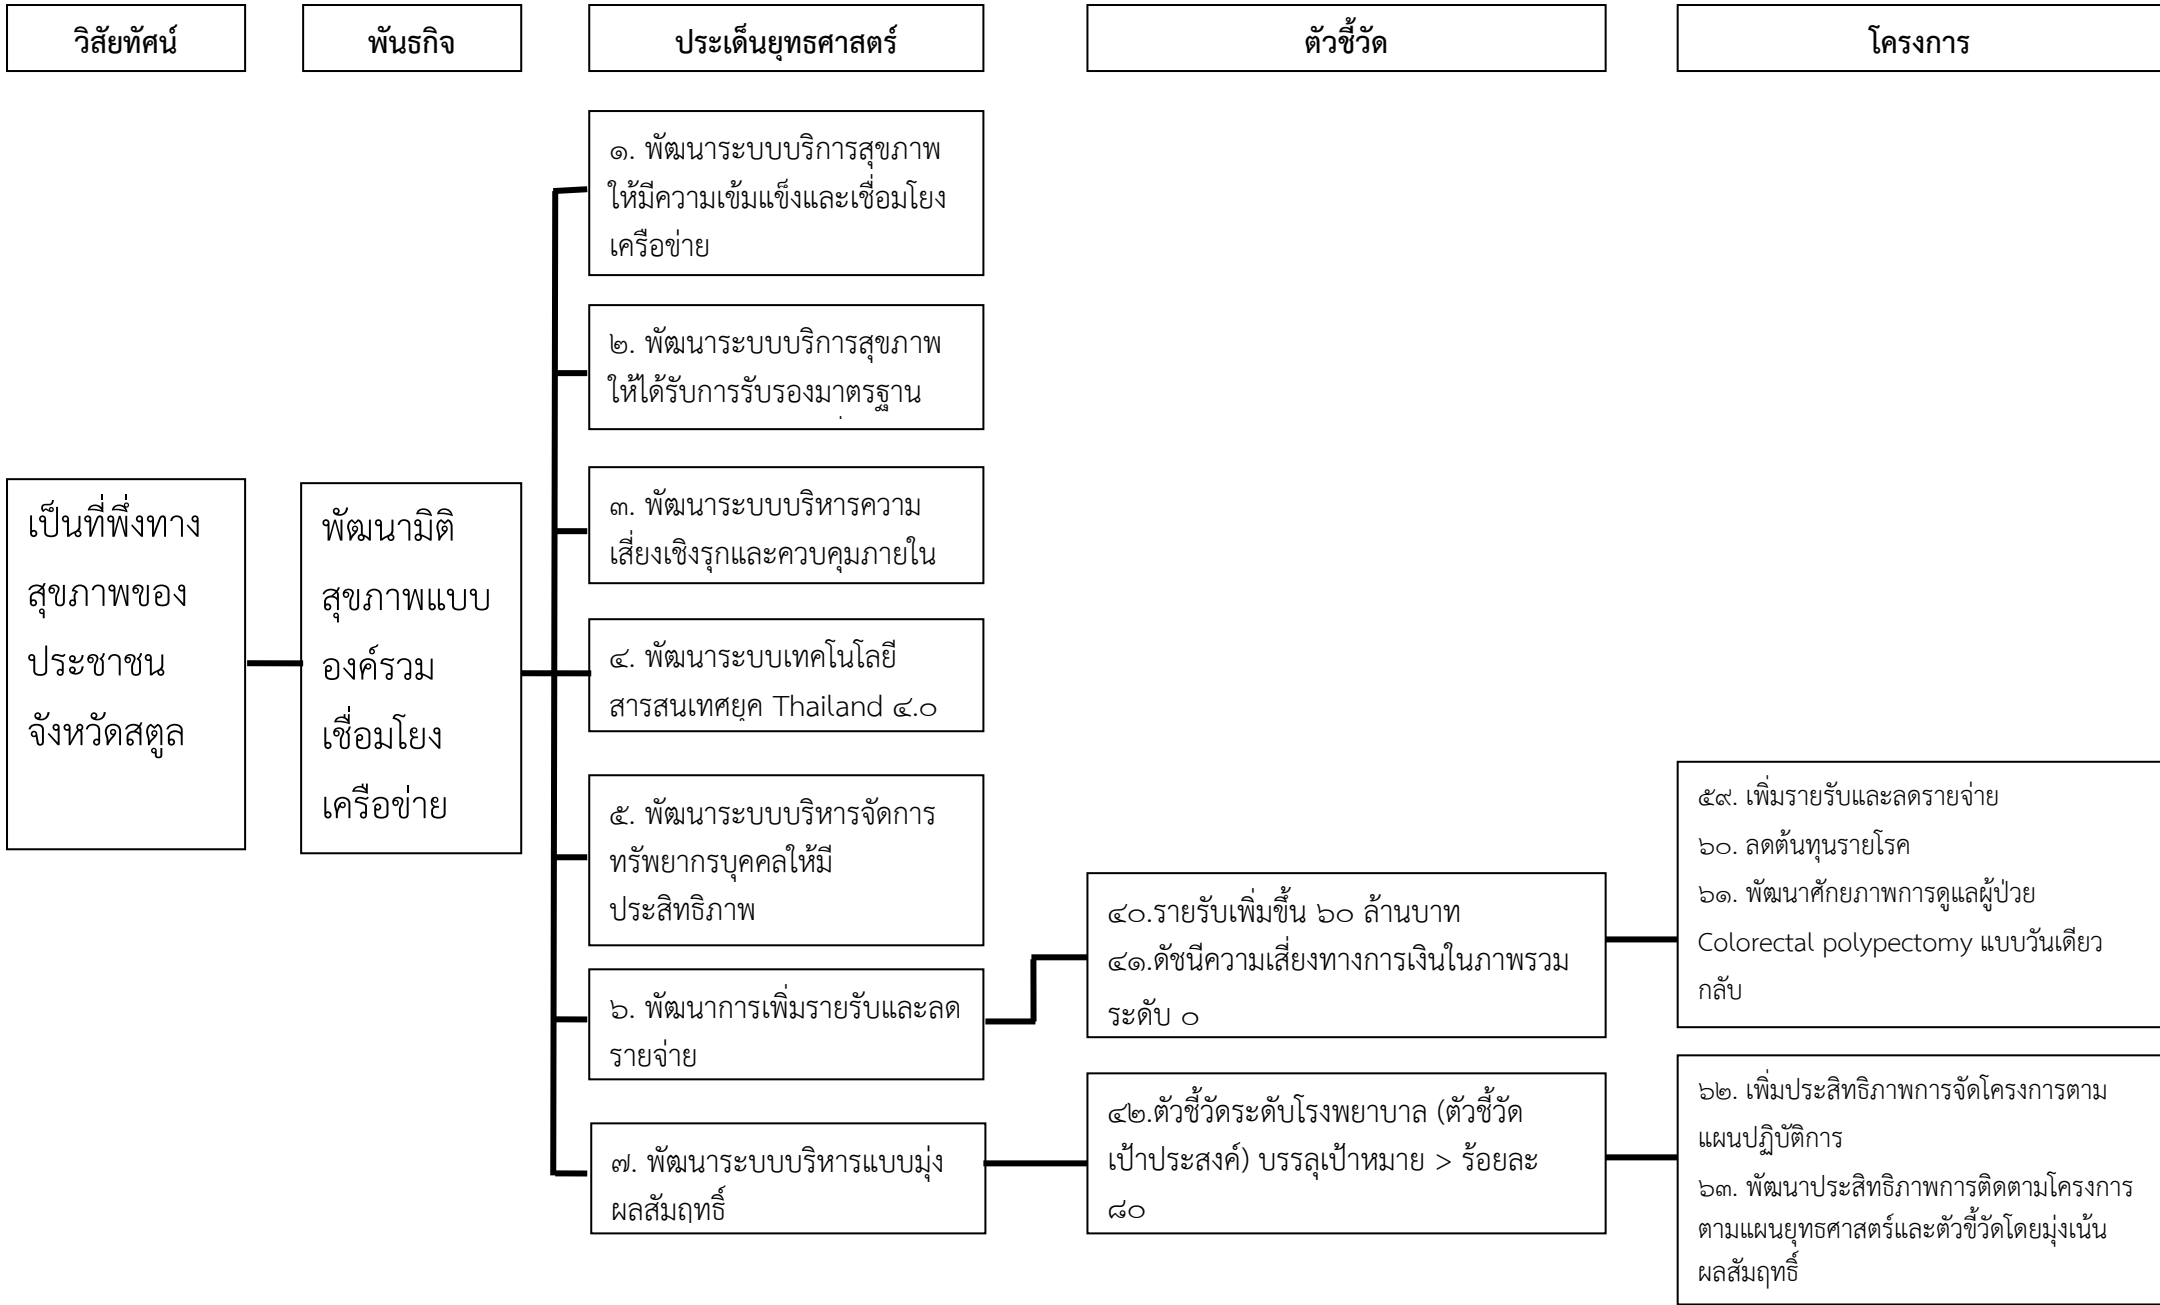 วิสัยทัศน์
พันธกิจ
ประเด็นยุทธศาสตร์
ตัวชี้วัด
โครงการ
เป็นที่พึ่งทาง
สุขภาพของ
ประชาชน
จังหวัดสตูล
พัฒนามิติ
สุขภาพแบบ
องค์รวม
เชื่อมโยง
เครือข่าย
๑. พัฒนาระบบบริการสุขภาพ
ให้มีความเข้มแข็งและเชื่อมโยง
เครือข่าย
๒. พัฒนาระบบบริการสุขภาพ
ให้ได้รับการรับรองมาตรฐาน
๓. พัฒนาระบบบริหารความ
เสี่ยงเชิงรุกและควบคุมภายใน
๔. พัฒนาระบบเทคโนโลยี
สารสนเทศยุค Thailand ๔.๐
๕. พัฒนาระบบบริหารจัดการ
ทรัพยากรบุคคลให้มี
ประสิทธิภาพ
๖. พัฒนาการเพิ่มรายรับและลด
รายจ่าย
๗. พัฒนาระบบบริหารแบบมุ่ง
ผลสัมฤทธิ์
๔๐.รายรับเพิ่มขึ้น ๖๐ ล้านบาท
๔๑.ดัชนีความเสี่ยงทางการเงินในภาพรวม
ระดับ ๐
๔๒.ตัวชี้วัดระดับโรงพยาบาล (ตัวชี้วัด
เป้าประสงค์) บรรลุเป้าหมาย > ร้อยละ
๘๐
๕๙. เพิ่มรายรับและลดรายจ่าย
๖๐. ลดต้นทุนรายโรค
๖๑. พัฒนาศักยภาพการดูแลผู้ป่วย
Colorectal polypectomy แบบวันเดียว
กลับ
๖๒. เพิ่มประสิทธิภาพการจัดโครงการตาม
แผนปฏิบัติการ
๖๓. พัฒนาประสิทธิภาพการติดตามโครงการ
ตามแผนยุทธศาสตร์และตัวขี้วัดโดยมุ่งเน้น
ผลสัมฤทธิ์